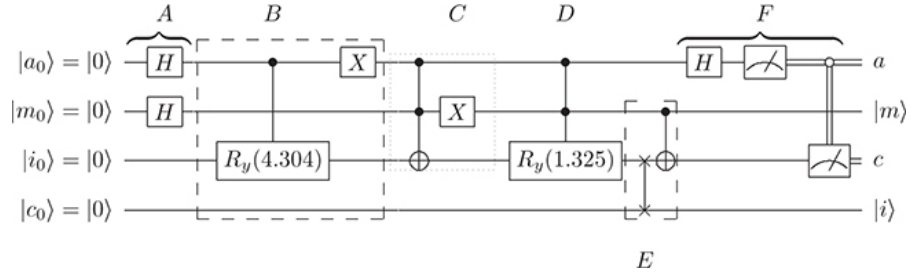 A B C D F
|a₀⟩ = |0⟩ H X H a
|m₀⟩ = |0⟩ H X |m⟩
|i₀⟩ = |0⟩ R_y(4.304) R_y(1.325) c
|c₀⟩ = |0⟩ |i⟩
E